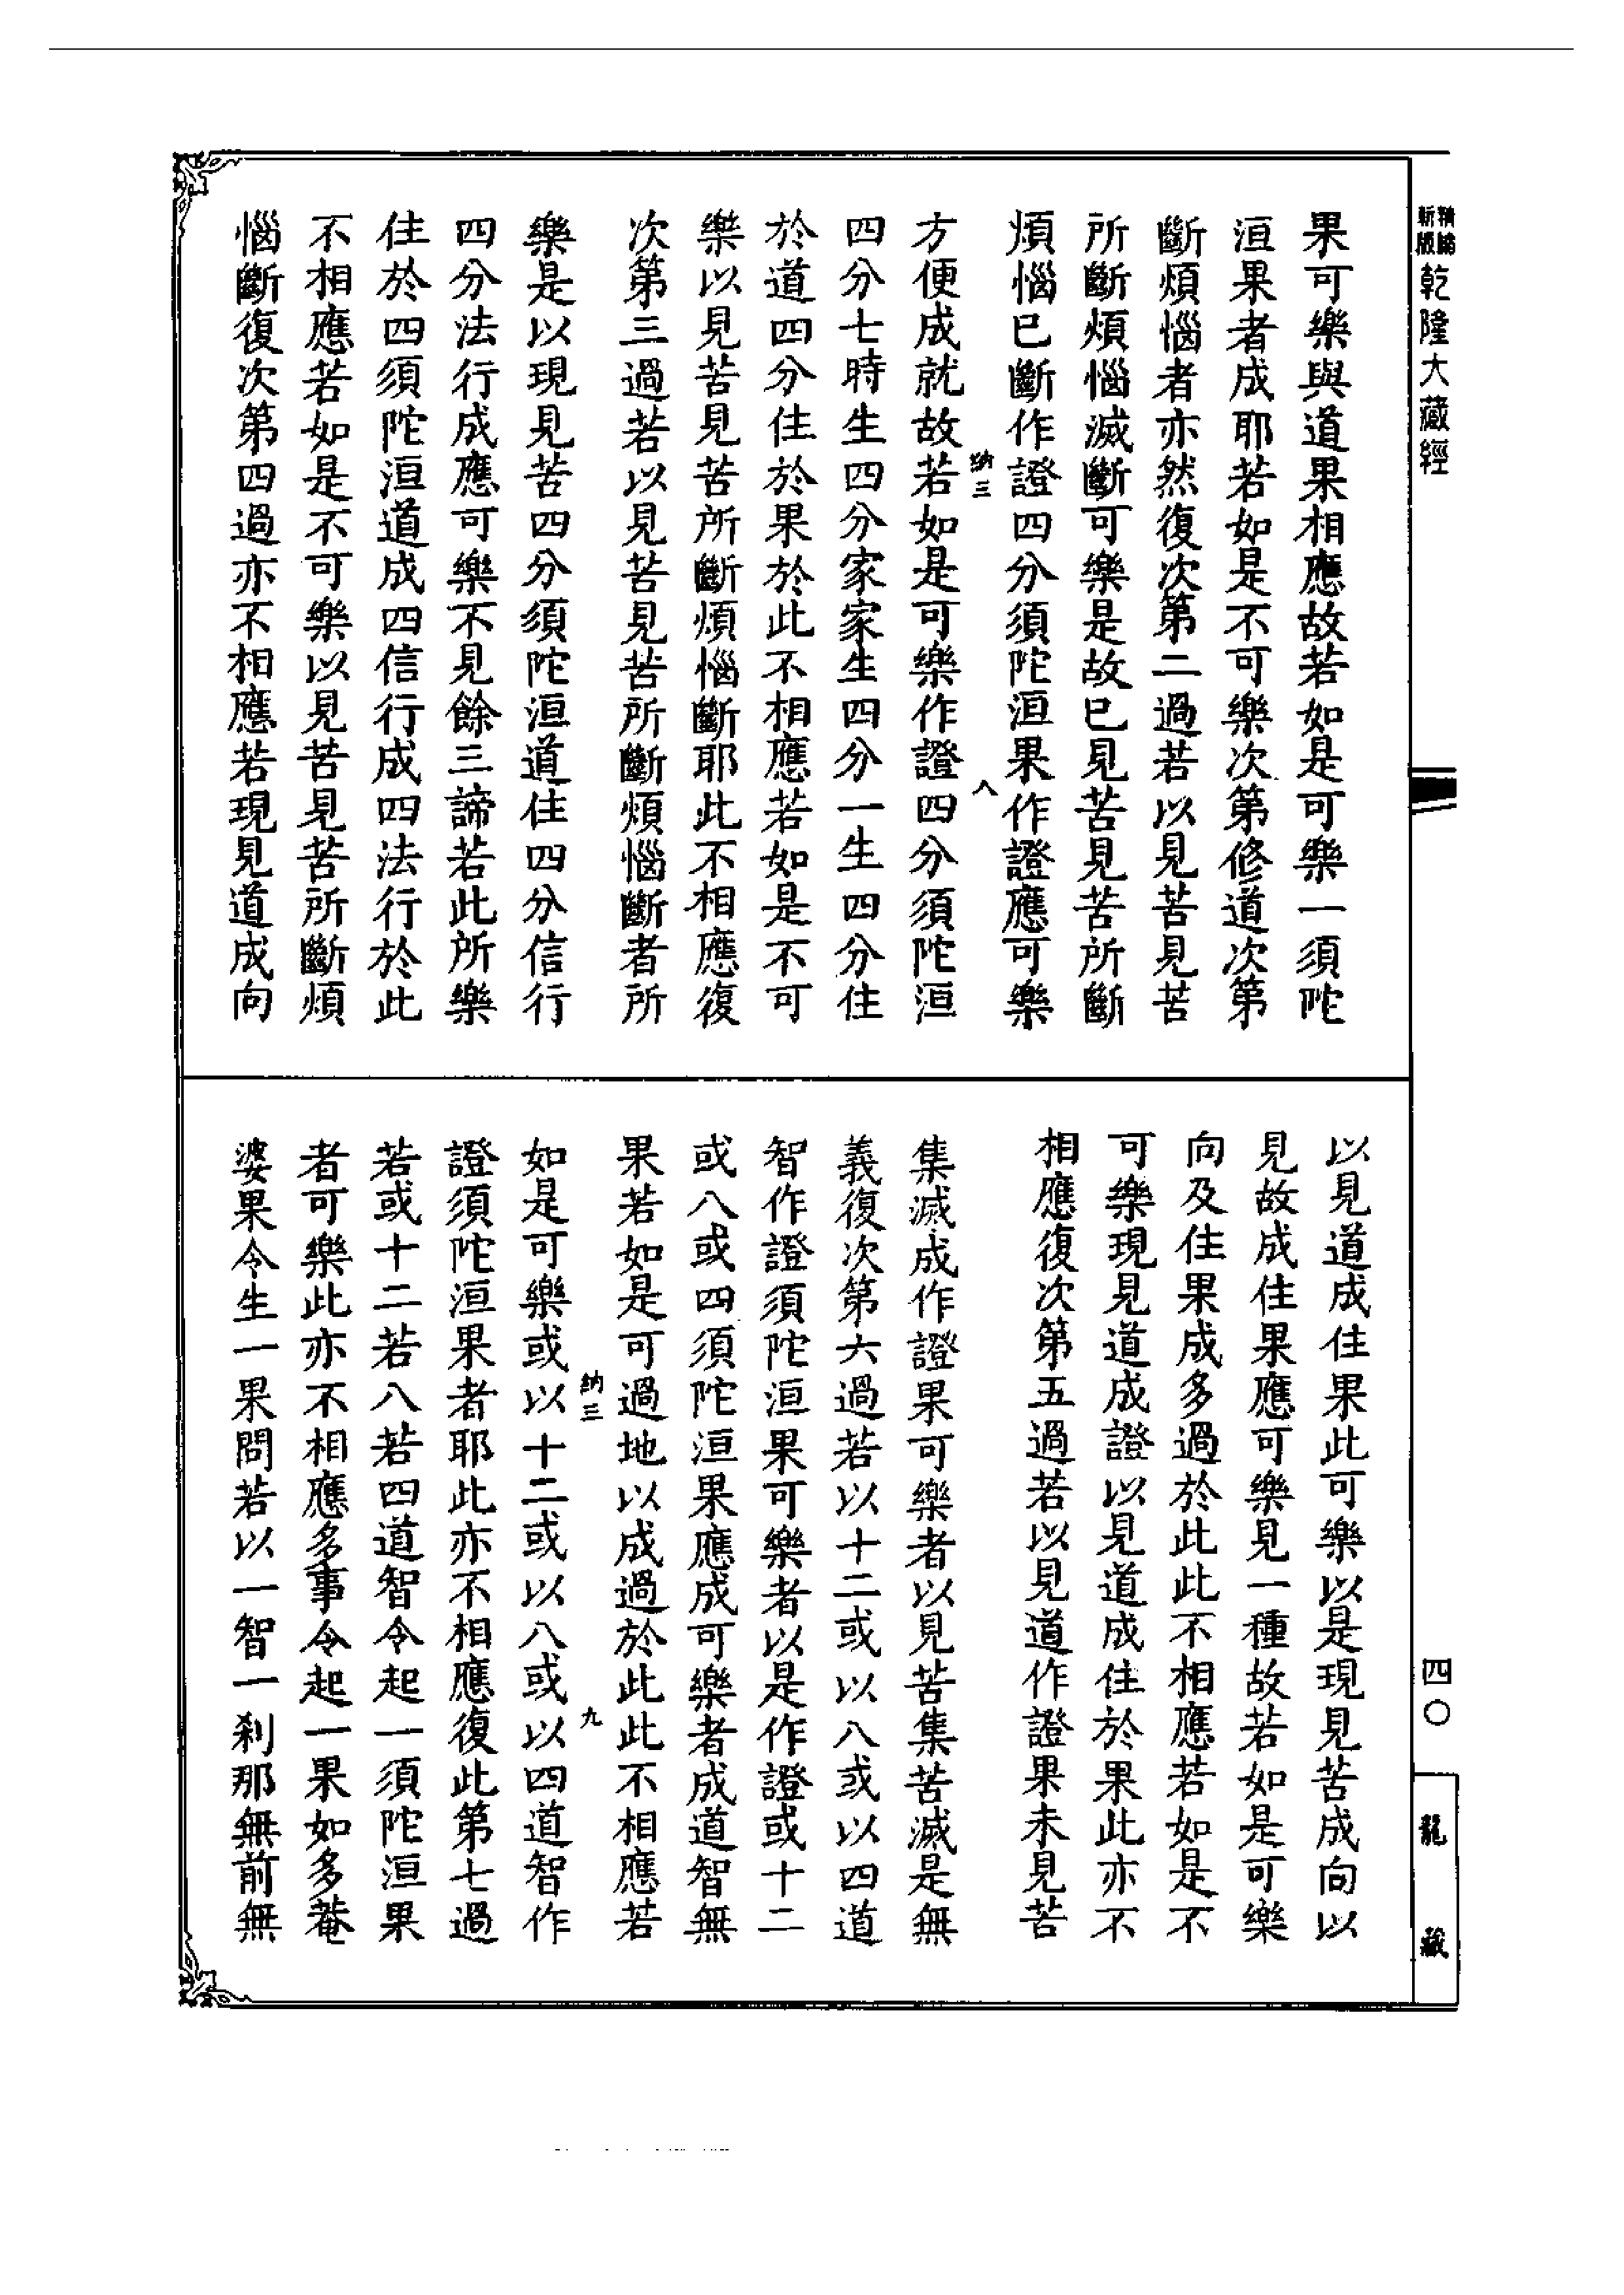 精編
新版
乾隆大藏經
果可樂與道果相應故若如是可樂一須陀
洹果者成耶若如是不可樂次第修道次第
斷煩惱者亦然復次第二過若以見苦見苦
所斷煩惱滅斷可樂是故已見苦見苦所斷
煩惱已斷作證四分須陀洹果作證應可樂
納三
八
方便成就故若如是可樂作證四分須陀洹
四分七時生四分家家生四分一生四分住
於道四分住於果於此不相應若如是不可
樂以見苦見苦所斷煩惱斷耶此不相應復
次第三過若以見苦見苦所斷煩惱斷者所
樂是以現見苦四分須陀洹道住四分信行
四分法行成應可樂不見餘三諦若此所樂
住於四須陀洹道成四信行成四法行於此
不相應若如是不可樂以見苦見苦所斷煩
惱斷復次第四過亦不相應若現見道成向
以見道成住果此可樂以是現見苦成向以
見故成住果應可樂見一種故若如是可樂
向及住果成多過於此此不相應若如是不
可樂現見道成證以見道成住於果此亦不
相應復次第五過若以見道作證果未見苦
集滅成作證果可樂者以見苦集苦滅是無
義復次第六過若以十二或以八或以四道
智作證須陀洹果可樂者以是作證或十二
或八或四須陀洹果應成可樂者成道智無
果若如是可過地以成過於此此不相應若
納三
九
如是可樂或以十二或以八或以四道智作
證須陀洹果者耶此亦不相應復此第七過
若或十二若八若四道智令起一須陀洹果
者可樂此亦不相應多事令起一果如多菴
婆果令生一果問若以一智一剎那無前無
四〇
龍藏